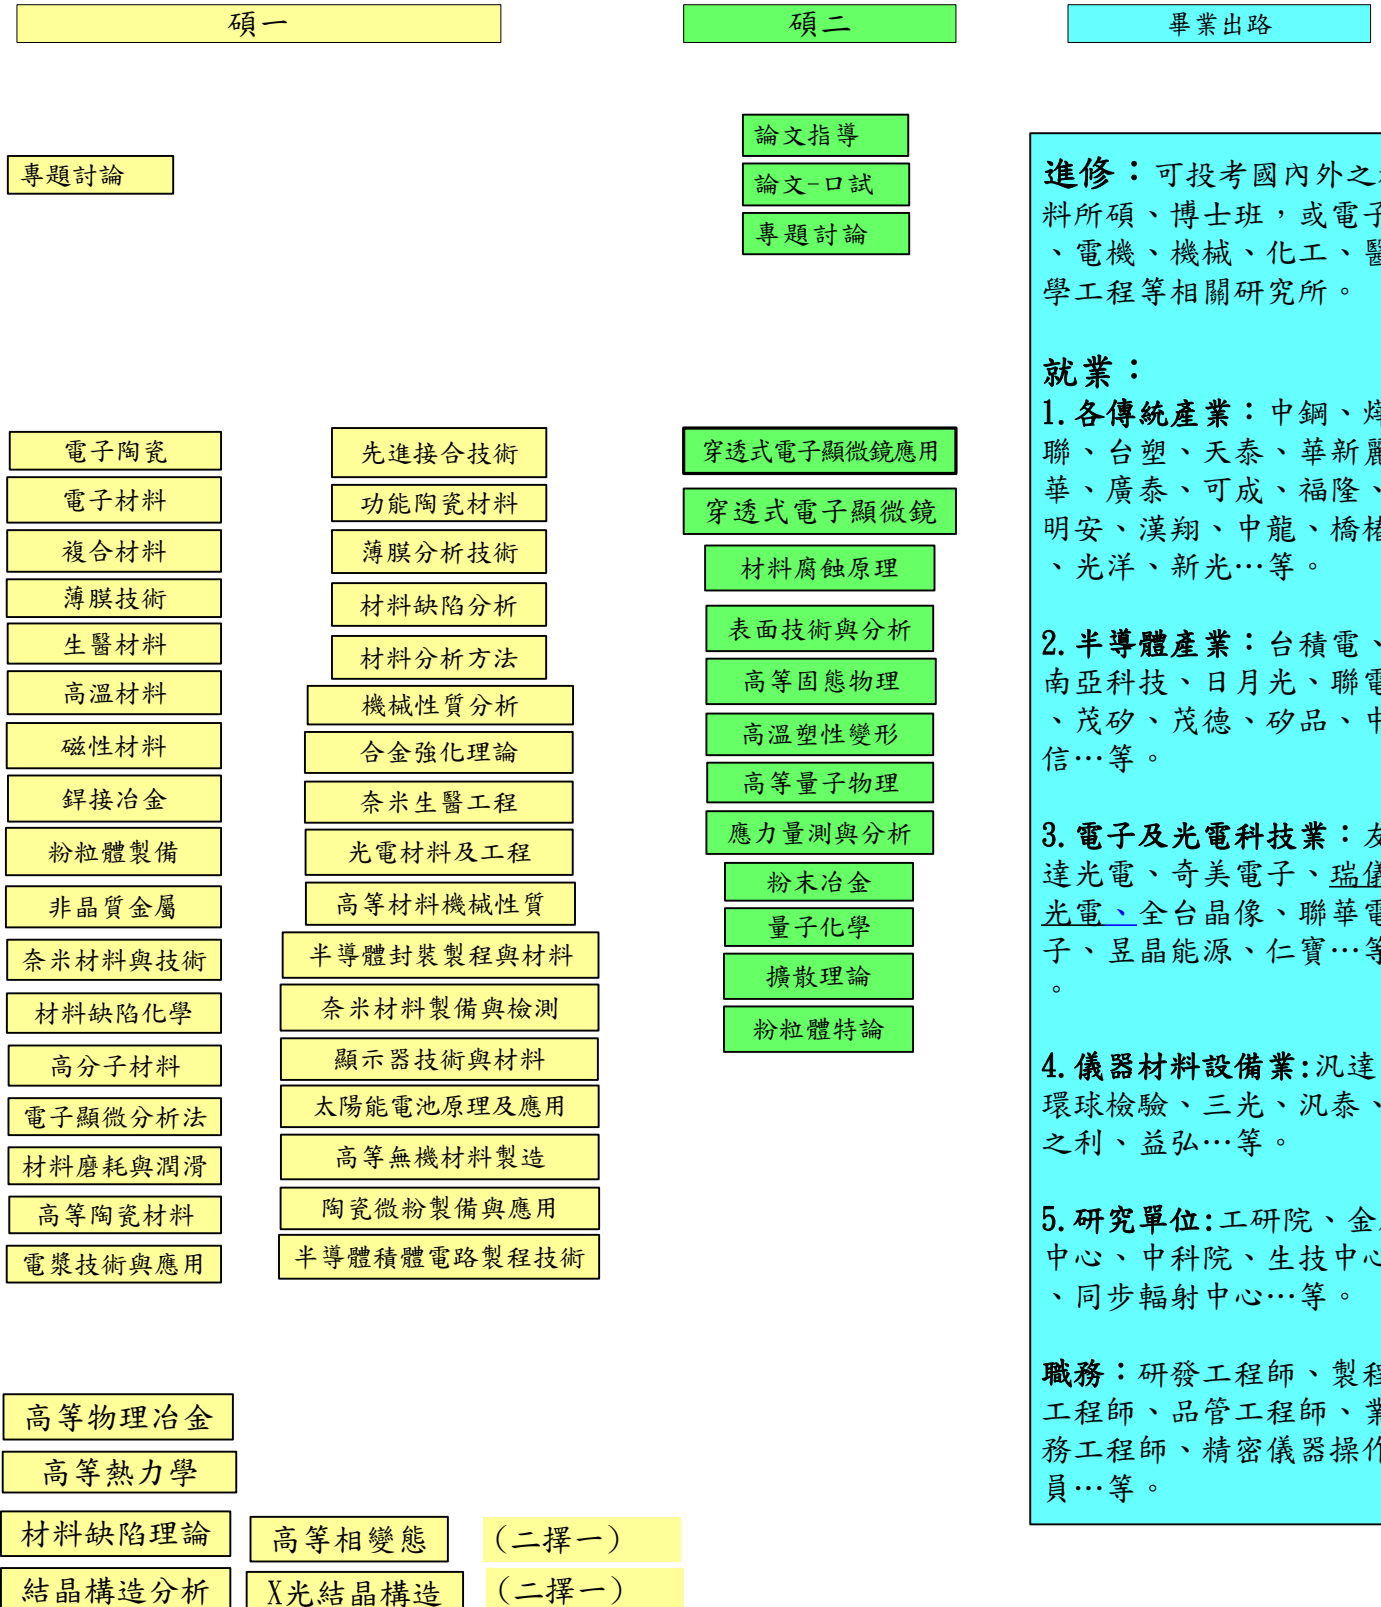 碩一
碩二
畢業出路
專題討論
論文指導
論文-口試
專題討論
電子陶瓷
電子材料
複合材料
薄膜技術
生醫材料
高溫材料
磁性材料
銲接冶金
粉粒體製備
非晶質金屬
奈米材料與技術
材料缺陷化學
高分子材料
電子顯微分析法
材料磨耗與潤滑
高等陶瓷材料
電漿技術與應用
先進接合技術
功能陶瓷材料
薄膜分析技術
材料缺陷分析
材料分析方法
機械性質分析
合金強化理論
奈米生醫工程
光電材料及工程
高等材料機械性質
半導體封裝製程與材料
奈米材料製備與檢測
顯示器技術與材料
太陽能電池原理及應用
高等無機材料製造
陶瓷微粉製備與應用
半導體積體電路製程技術
穿透式電子顯微鏡應用
穿透式電子顯微鏡
材料腐蝕原理
表面技術與分析
高等固態物理
高溫塑性變形
高等量子物理
應力量測與分析
粉末冶金
量子化學
擴散理論
粉粒體特論
高等物理冶金
高等熱力學
材料缺陷理論 高等相變態 (二擇一)
結晶構造分析 X光結晶構造 (二擇一)
進修：可投考國內外之
料所碩、博士班，或電子
、電機、機械、化工、醫
學工程等相關研究所。
就業：
1.各傳統產業：中鋼、燁
聯、台塑、天泰、華新麗
華、廣泰、可成、福隆、
明安、漢翔、中龍、橋椿
、光洋、新光…等。
2.半導體產業：台積電、
南亞科技、日月光、聯電
、茂矽、茂德、矽品、中
信…等。
3.電子及光電科技業：友
達光電、奇美電子、瑞儀
光電、全台晶像、聯華電
子、昱晶能源、仁寶…等
。
4.儀器材料設備業:汎達
環球檢驗、三光、汎泰、
之利、益弘…等。
5.研究單位:工研院、金
中心、中科院、生技中心
、同步輻射中心…等。
職務：研發工程師、製程
工程師、品管工程師、業
務工程師、精密儀器操作
員…等。